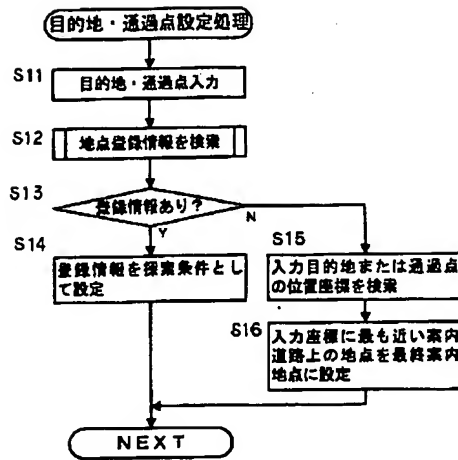 目的地・通過点設定処理
S11
目的地・通過点入力
S12
地点登録情報を検索
S13
登録情報あり?
Y
N
S14
登録情報を探索条件とし
て設定
S15
入力目的地または通過点
の位置座標を検索
S16
入力座標に最も近い案内
道路上の地点を最終案内
地点に設定
NEXT